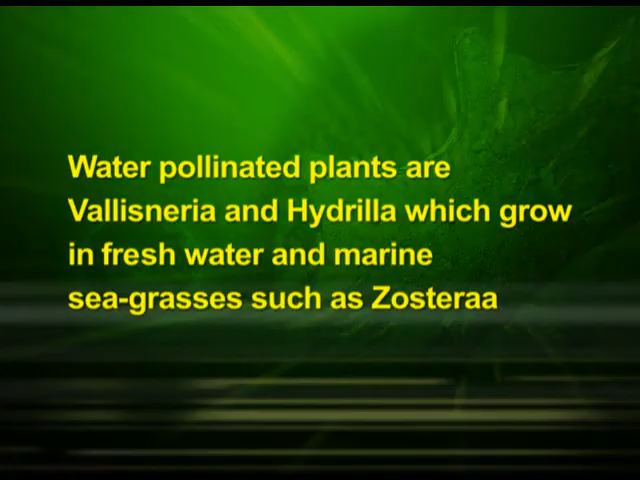 Water pollinated plants are
Vallisneria and Hydrilla which grow
in fresh water and marine
sea-grasses such as Zosteraa